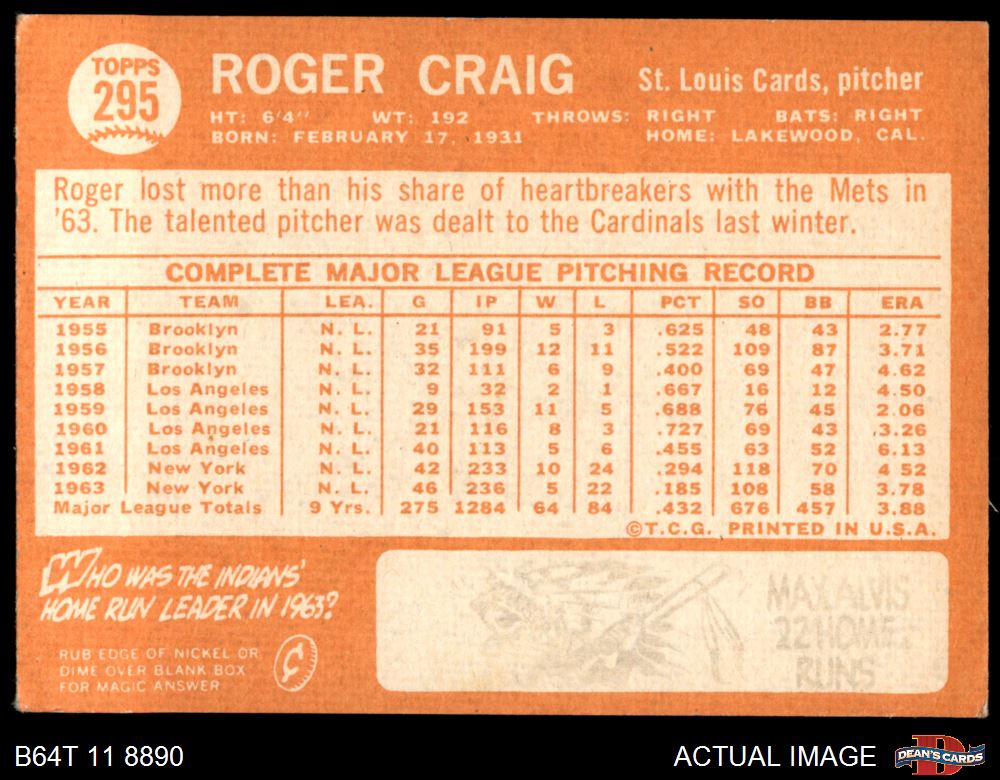 TOPPS
295
ROGER CRAIG
St. Louis Cards, pitcher
HT: 6'4" WT: 192 THROWS: RIGHT BATS: RIGHT
BORN: FEBRUARY 17, 1931 HOME: LAKEWOOD, CAL.
Roger lost more than his share of heartbreakers with the Mets in
'63. The talented pitcher was dealt to the Cardinals last winter.
COMPLETE MAJOR LEAGUE PITCHING RECORD
YEAR TEAM LEA. G IP W L PCT SO BB ERA
1955 Brooklyn N. L. 21 91 5 3 .625 48 43 2.77
1956 Brooklyn N. L. 35 199 12 11 .522 109 87 3.71
1957 Brooklyn N. L. 32 111 6 9 .400 69 47 4.62
1958 Los Angeles N. L. 9 32 2 1 .667 16 12 4.50
1959 Los Angeles N. L. 29 153 11 5 .688 76 45 2.06
1960 Los Angeles N. L. 21 116 8 3 .727 69 43 3.26
1961 Los Angeles N. L. 40 113 5 6 .455 63 52 6.13
1962 New York N. L. 42 233 10 24 .294 118 70 4.52
1963 New York N. L. 46 236 5 22 .185 108 58 3.78
Major League Totals 9 Yrs. 275 1284 64 84 .432 676 457 3.88
©T.C.G. PRINTED IN U.S.A.
WHO WAS THE INDIANS'
HOME RUN LEADER IN 1963?
RUB EDGE OF NICKEL OR
DIME OVER BLANK BOX
FOR MAGIC ANSWER
MAX ALVIS
22 HOME
RUNS
B64T 11 8890
ACTUAL IMAGE
DEAN'S CARDS